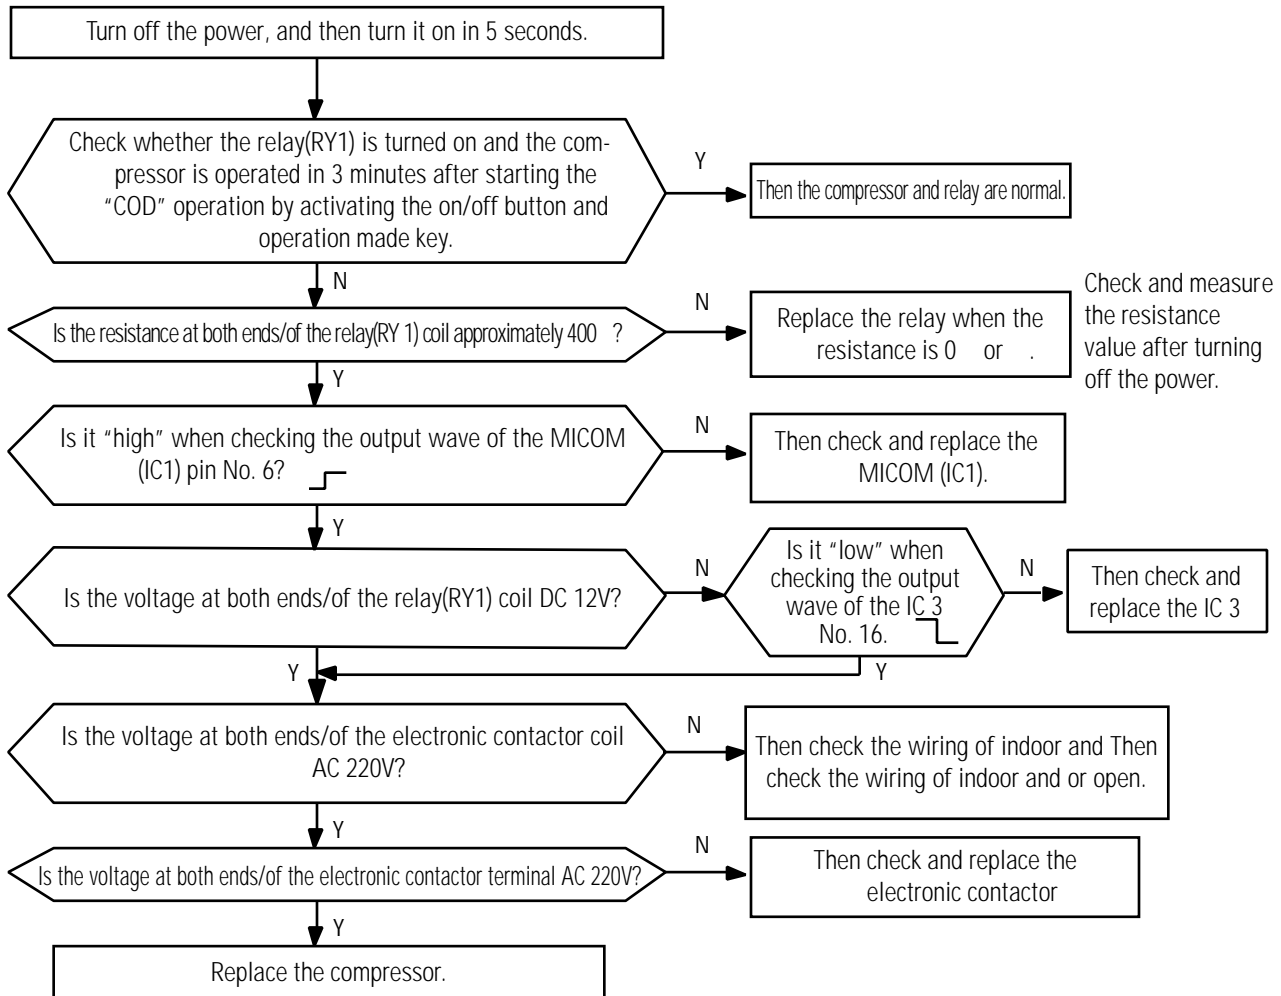 Turn off the power, and then turn it on in 5 seconds.
Check whether the relay(RY1) is turned on and the com-
pressor is operated in 3 minutes after starting the
“COD” operation by activating the on/off button and
operation made key.
Y
Then the compressor and relay are normal.
N
Is the resistance at both ends/of the relay(RY 1) coil approximately 400 ?
N
Replace the relay when the
resistance is 0 or .
Check and measure
the resistance
value after turning
off the power.
Y
Is it “high” when checking the output wave of the MICOM
(IC1) pin No. 6?
N
Then check and replace the
MICOM (IC1).
Y
Is the voltage at both ends/of the relay(RY1) coil DC 12V?
N
Is it “low” when
checking the output
wave of the IC 3
No. 16.
N
Then check and
replace the IC 3
Y
Y
Is the voltage at both ends/of the electronic contactor coil
AC 220V?
N
Then check the wiring of indoor and Then
check the wiring of indoor and or open.
Y
Is the voltage at both ends/of the electronic contactor terminal AC 220V?
N
Then check and replace the
electronic contactor
Y
Replace the compressor.